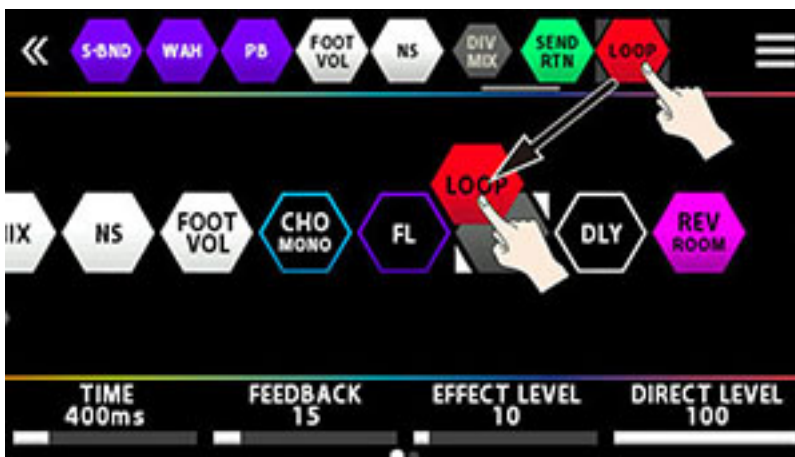 S-BND
WAH
PB
FOOT
VOL
NS
DIV
MIX
SEND
RTN
LOOP
LOOP
IX
NS
FOOT
VOL
CHO
MONO
FL
DLY
REV
ROOM
TIME
400ms
FEEDBACK
15
EFFECT LEVEL
10
DIRECT LEVEL
100